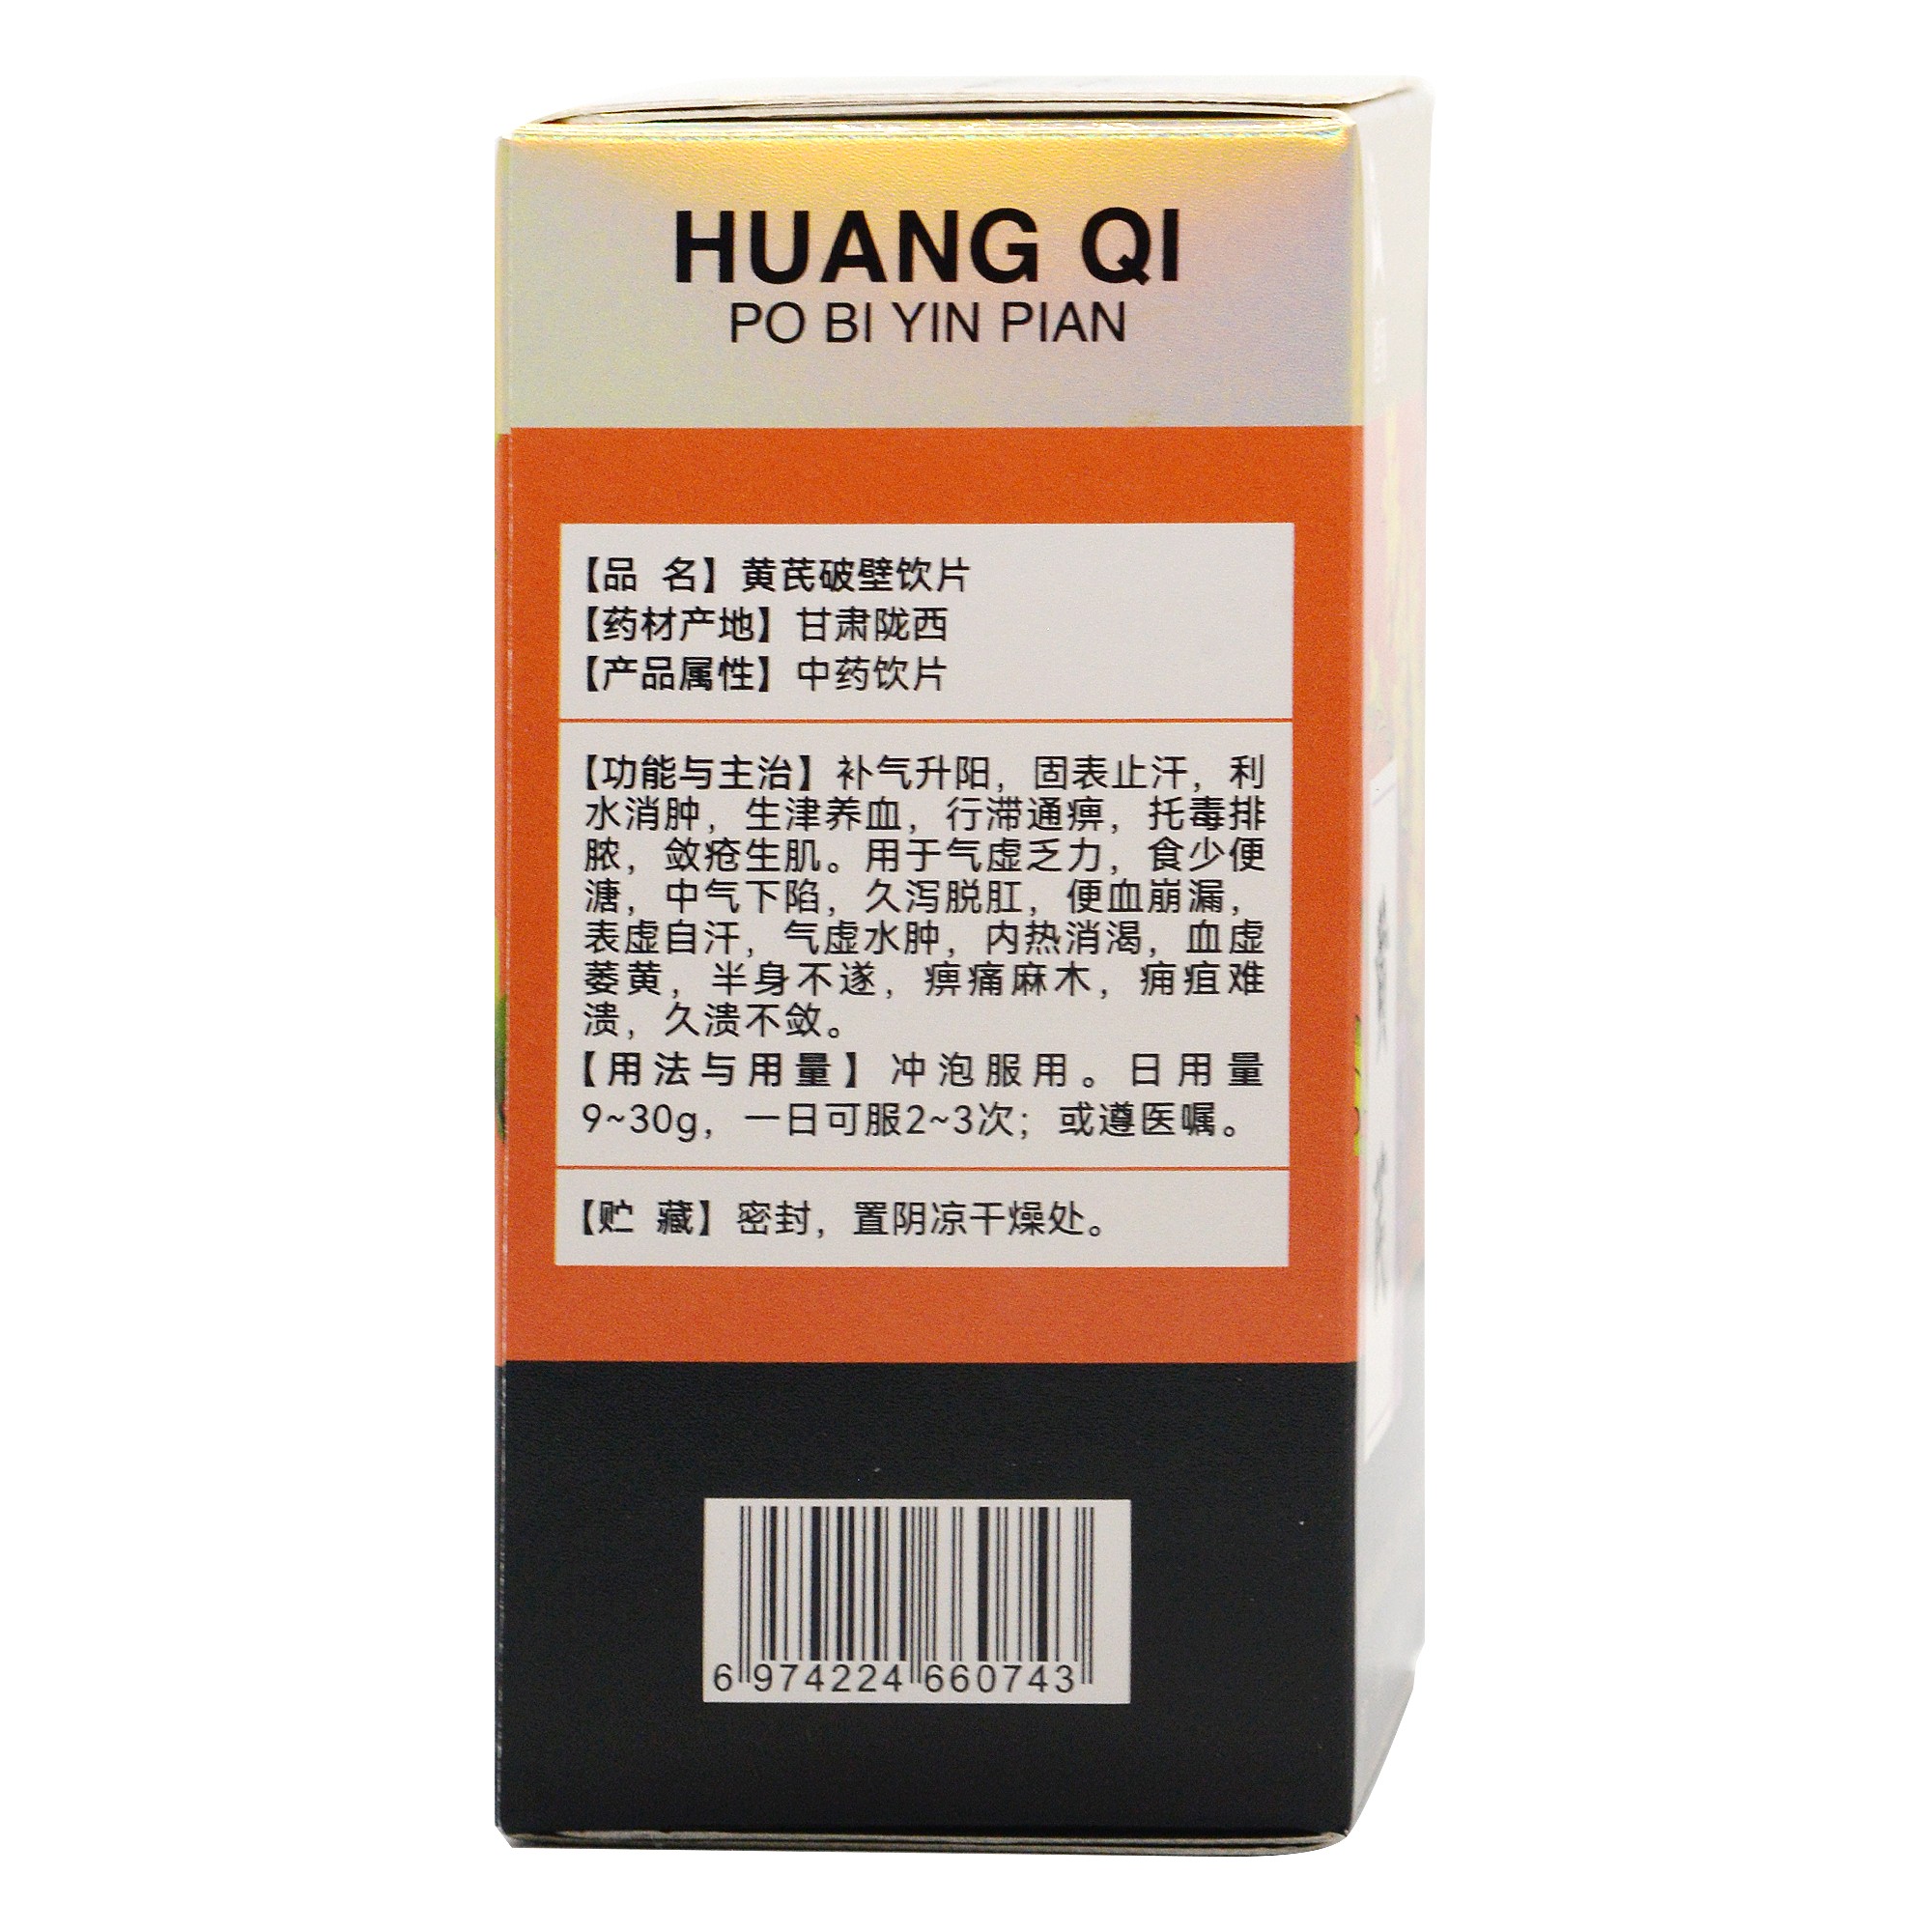 HUANG QI
PO BI YIN PIAN
【品 名】黄芪破壁饮片
【药材产地】甘肃陇西
【产品属性】中药饮片
【功能与主治】补气升阳，固表止汗，利
水消肿，生津养血，行滞通痹，托毒排
脓，敛疮生肌。用于气虚乏力，食少便
溏，中气下陷，久泻脱肛，便血崩漏，
表虚自汗，气虚水肿，内热消渴，血虚
萎黄，半身不遂，痹痛麻木，痈疽难
溃，久溃不敛。
【用法与用量】冲泡服用。日用量
9~30g，一日可服2~3次；或遵医嘱。
【贮 藏】密封，置阴凉干燥处。
6 974224 660743